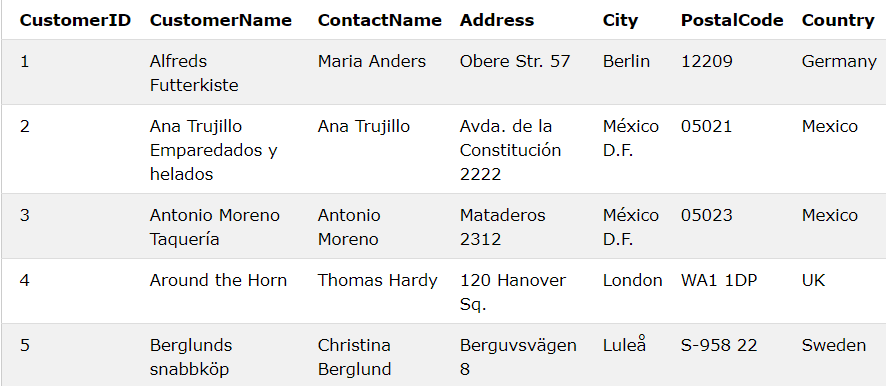 CustomerID CustomerName ContactName Address City PostalCode Country
1 Alfreds Futterkiste Maria Anders Obere Str. 57 Berlin 12209 Germany
2 Ana Trujillo Emparedados y helados Ana Trujillo Avda. de la Constitución 2222 México D.F. 05021 Mexico
3 Antonio Moreno Taquería Antonio Moreno Mataderos 2312 México D.F. 05023 Mexico
4 Around the Horn Thomas Hardy 120 Hanover Sq. London WA1 1DP UK
5 Berglunds snabbköp Christina Berglund Berguvsvägen 8 Luleå S-958 22 Sweden